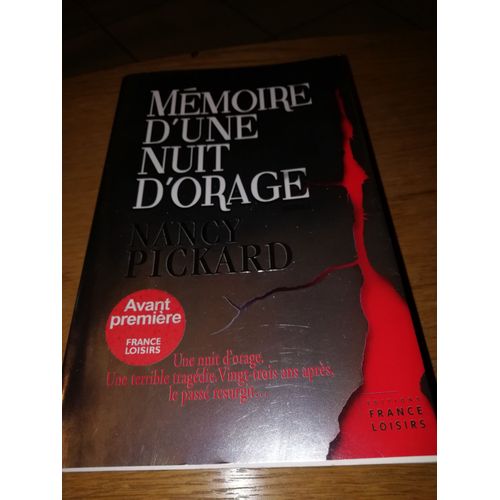 MÉMOIRE
D'UNE
NUIT
D'ORAGE
NANCY
PICKARD
Avant
première
FRANCE
LOISIRS
Une nuit d'orage.
Une terrible tragédie. Vingt-trois ans après,
le passé resurgit...
ÉDITIONS
FRANCE
LOISIRS